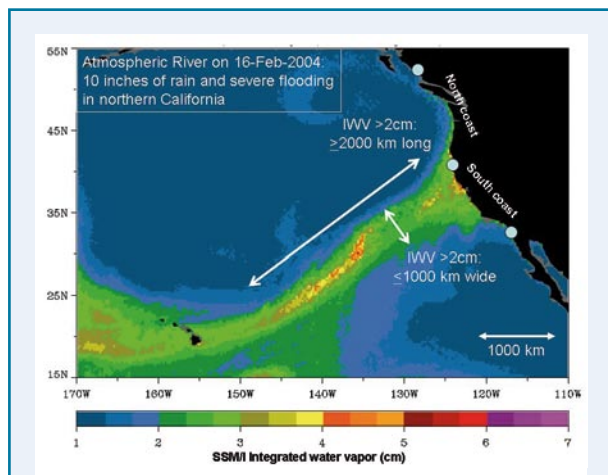 Atmospheric River on 16-Feb-2004:
10 inches of rain and severe flooding
in northern California
IWV >2cm:
≥2000 km long
North coast
South coast
IWV >2cm:
≤1000 km wide
1000 km
55N
45N
35N
25N
15N
170W 160W 150W 140W 130W 120W 110W
1 2 3 4 5 6 7
SSM/I Integrated water vapor (cm)